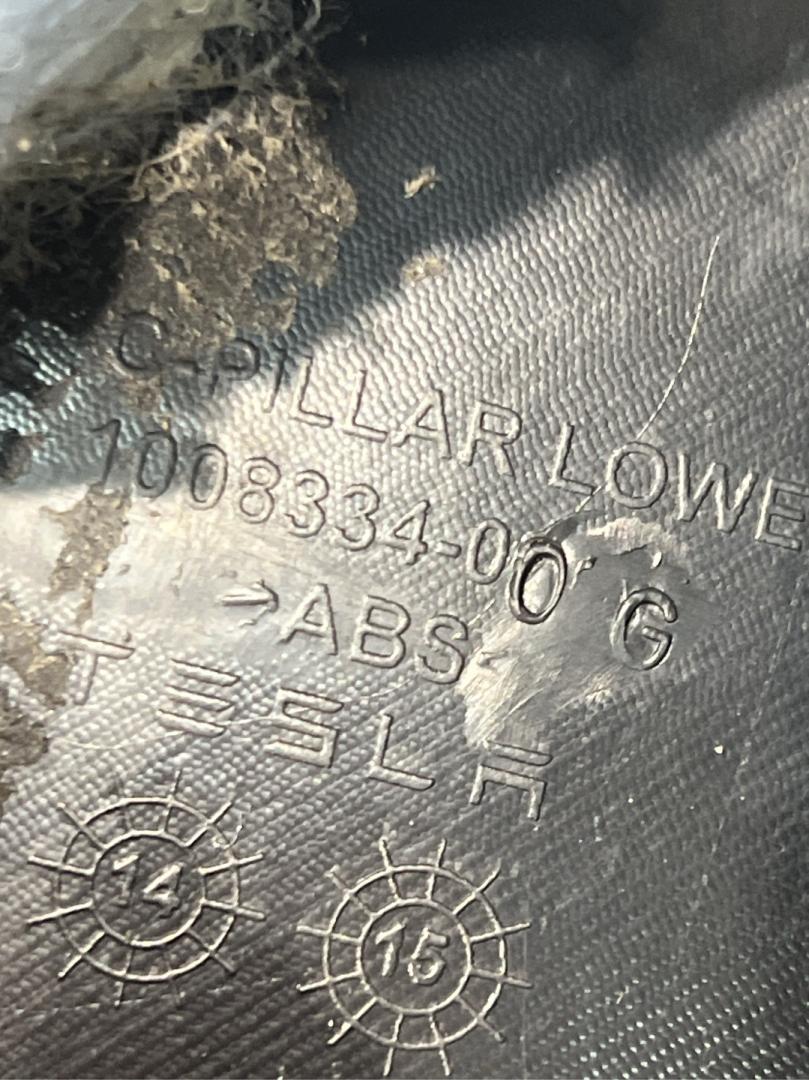 C-PILLAR LOWE
1008334-00 G
>ABS<
TESLA
14
15